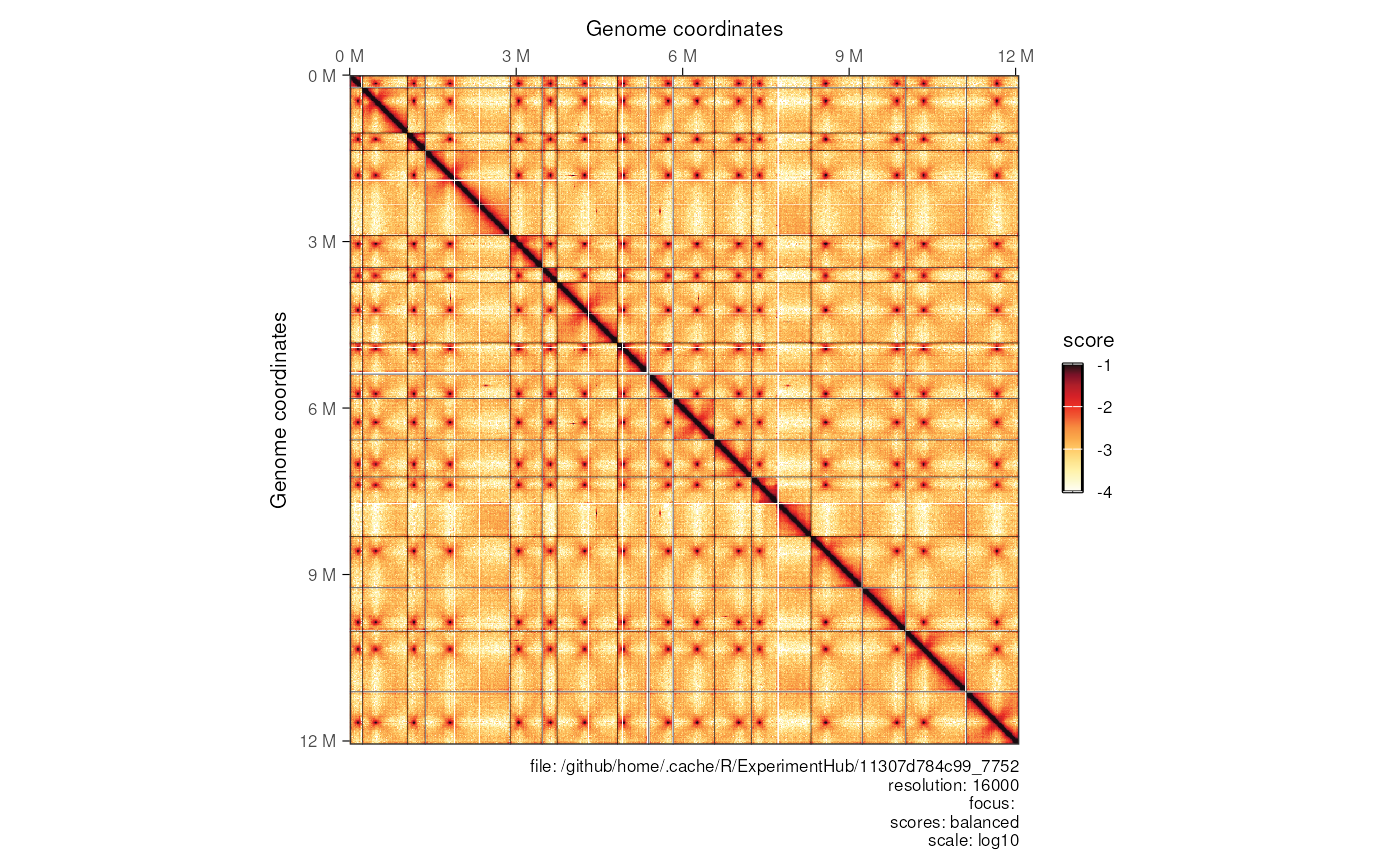 Genome coordinates
0 M 3 M 6 M 9 M 12 M
0 M
3 M
6 M
9 M
12 M
Genome coordinates
score
-1
-2
-3
-4
file: /github/home/.cache/R/ExperimentHub/11307d784c99_7752
resolution: 16000
focus:
scores: balanced
scale: log10